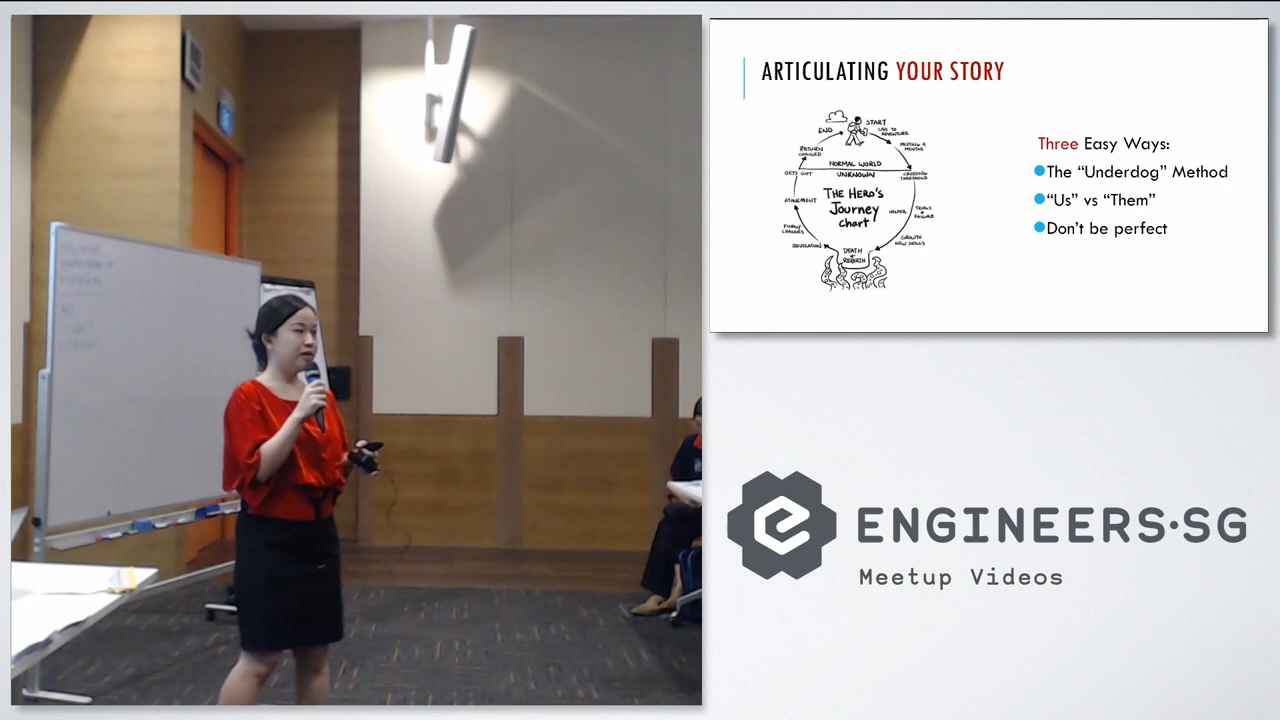 ARTICULATING YOUR STORY
START
END
CALL TO
ADVENTURE
MEETING A
MENTOR
RETURN
CHANGED
NORMAL WORLD
GETS GIFT
UNKNOWN
CROSSING
THRESHOLD
THE HERO'S
JOURNEY
CHART
ATONEMENT
HELPER
TRIALS
+
FAILURE
FINALLY
CHANGES
GROWTH
NEW SKILLS
REVELATION
DEATH
+
REBIRTH
Three Easy Ways:
The “Underdog” Method
“Us” vs “Them”
Don’t be perfect
e ENGINEERS·SG
Meetup Videos